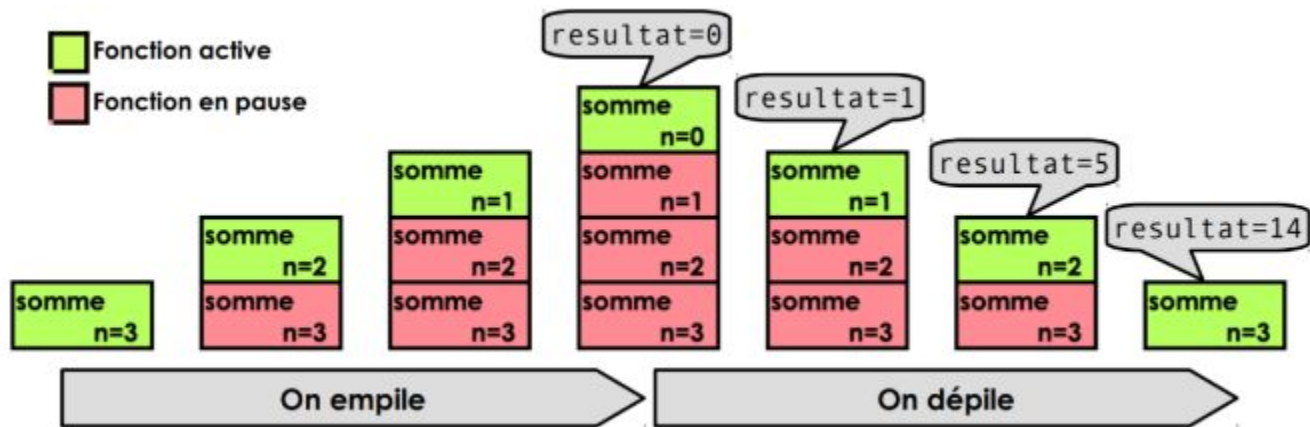 Fonction active
Fonction en pause
resultat=0
resultat=1
resultat=5
resultat=14
somme
n=3
somme
n=2
somme
n=3
somme
n=1
somme
n=2
somme
n=3
somme
n=0
somme
n=1
somme
n=2
somme
n=3
somme
n=1
somme
n=2
somme
n=3
somme
n=2
somme
n=3
somme
n=3
On empile
On dépile